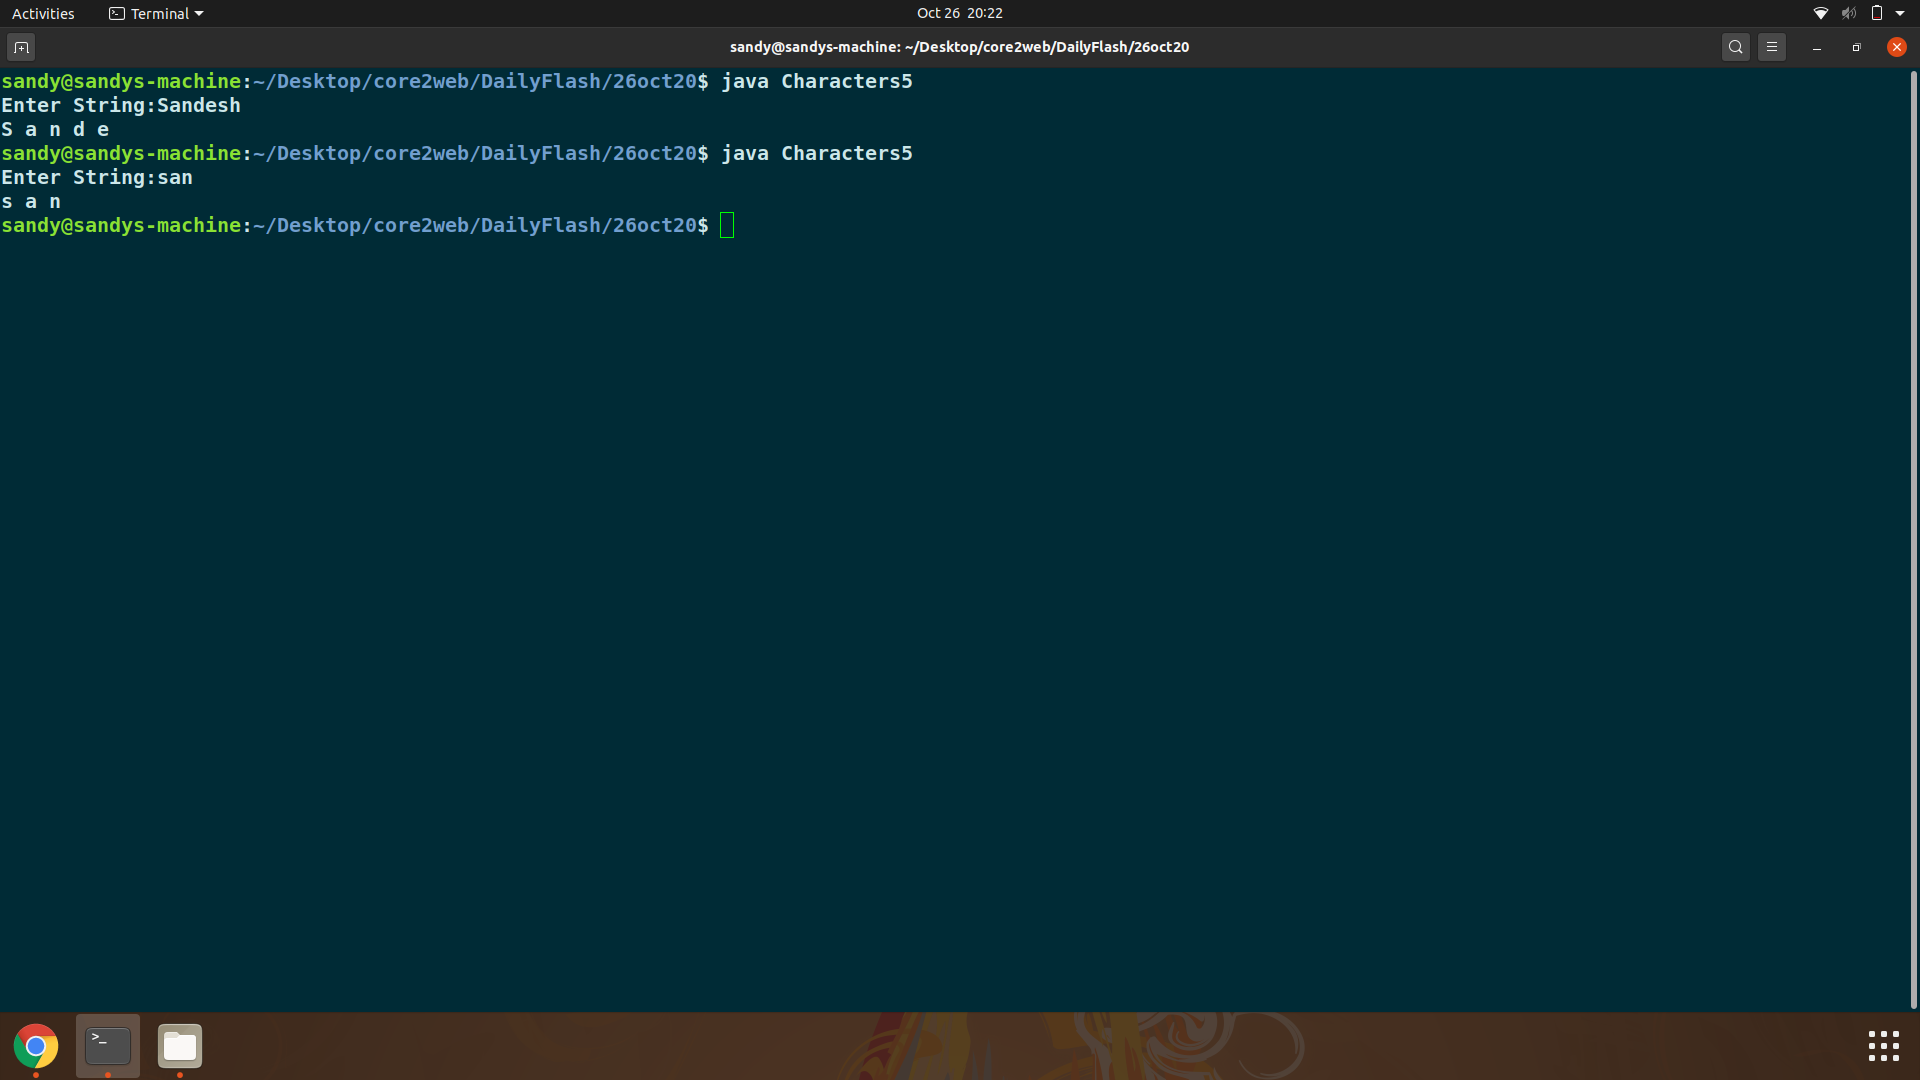 Activities
Terminal
Oct 26 20:22
sandy@sandys-machine: ~/Desktop/core2web/DailyFlash/26oct20
sandy@sandys-machine:~/Desktop/core2web/DailyFlash/26oct20$ java Characters5
Enter String:Sandesh
S a n d e
sandy@sandys-machine:~/Desktop/core2web/DailyFlash/26oct20$ java Characters5
Enter String:san
s a n
sandy@sandys-machine:~/Desktop/core2web/DailyFlash/26oct20$
>_